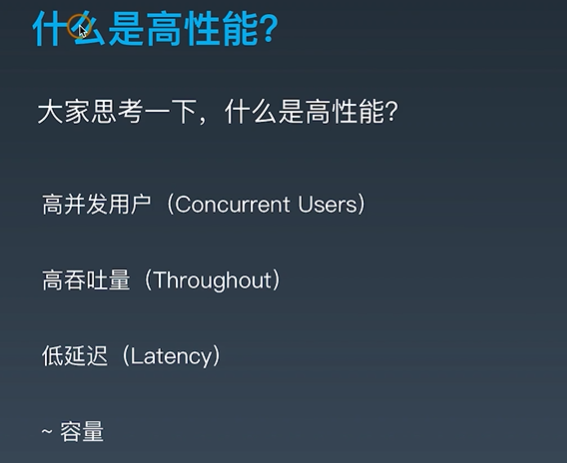 什么是高性能？
大家思考一下，什么是高性能？
高并发用户（Concurrent Users）
高吞吐量（Throughout）
低延迟（Latency）
~ 容量